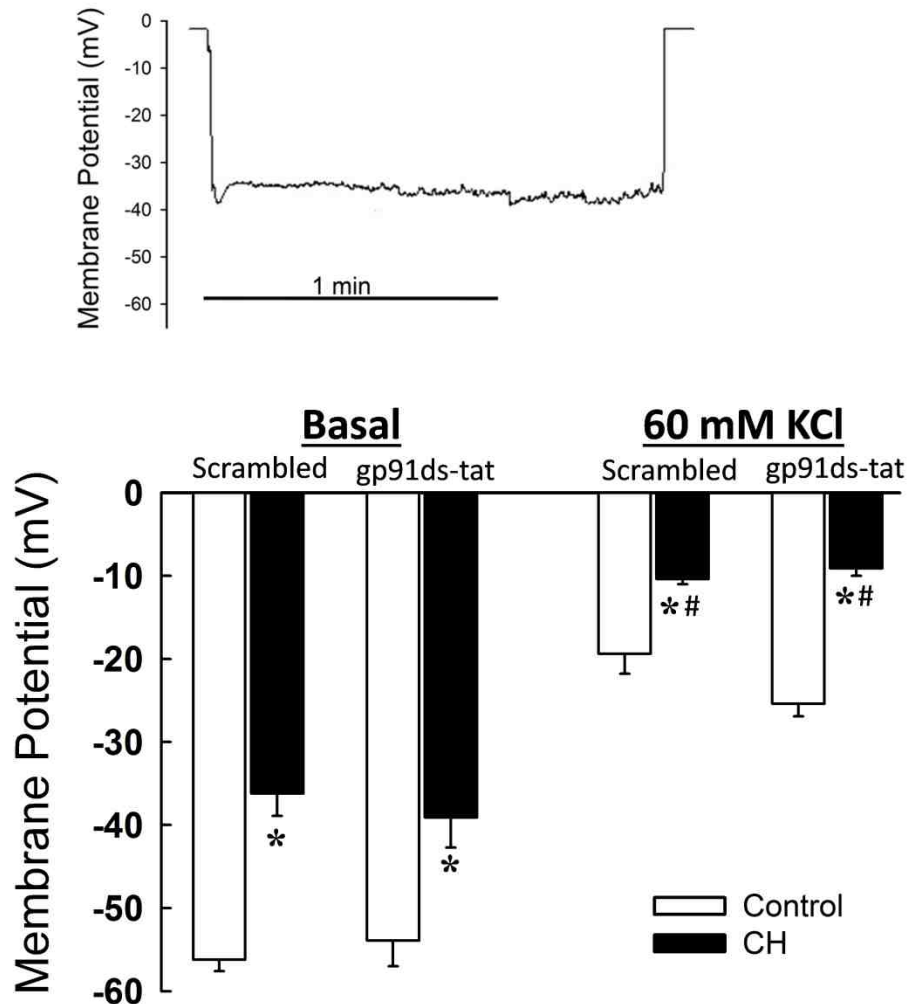 Membrane Potential (mV)
0
-10
-20
-30
-40
-50
-60
1 min
Basal
60 mM KCl
Scrambled
gp91ds-tat
Scrambled
gp91ds-tat
Membrane Potential (mV)
0
-10
-20
-30
-40
-50
-60
*
*
*#
*#
Control
CH